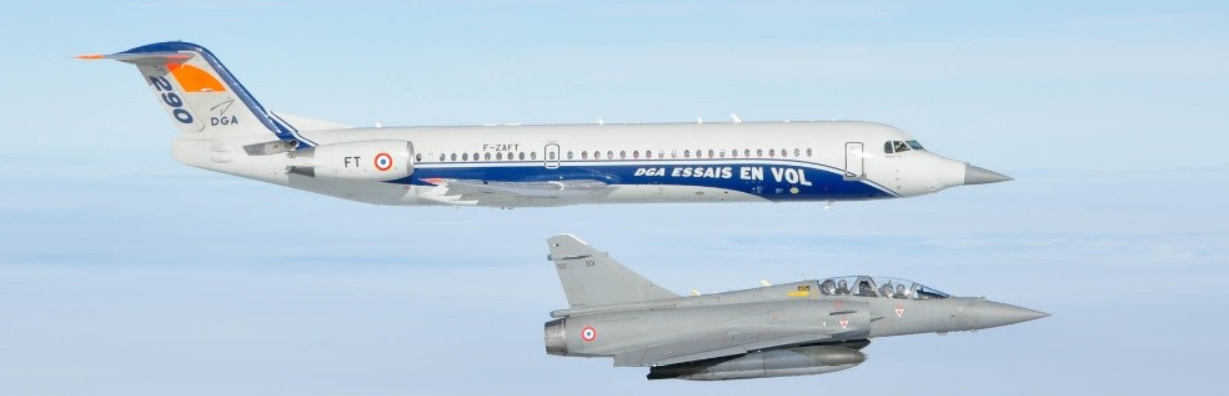 290
DGA
FT
F-ZAFT
DGA ESSAIS EN VOL